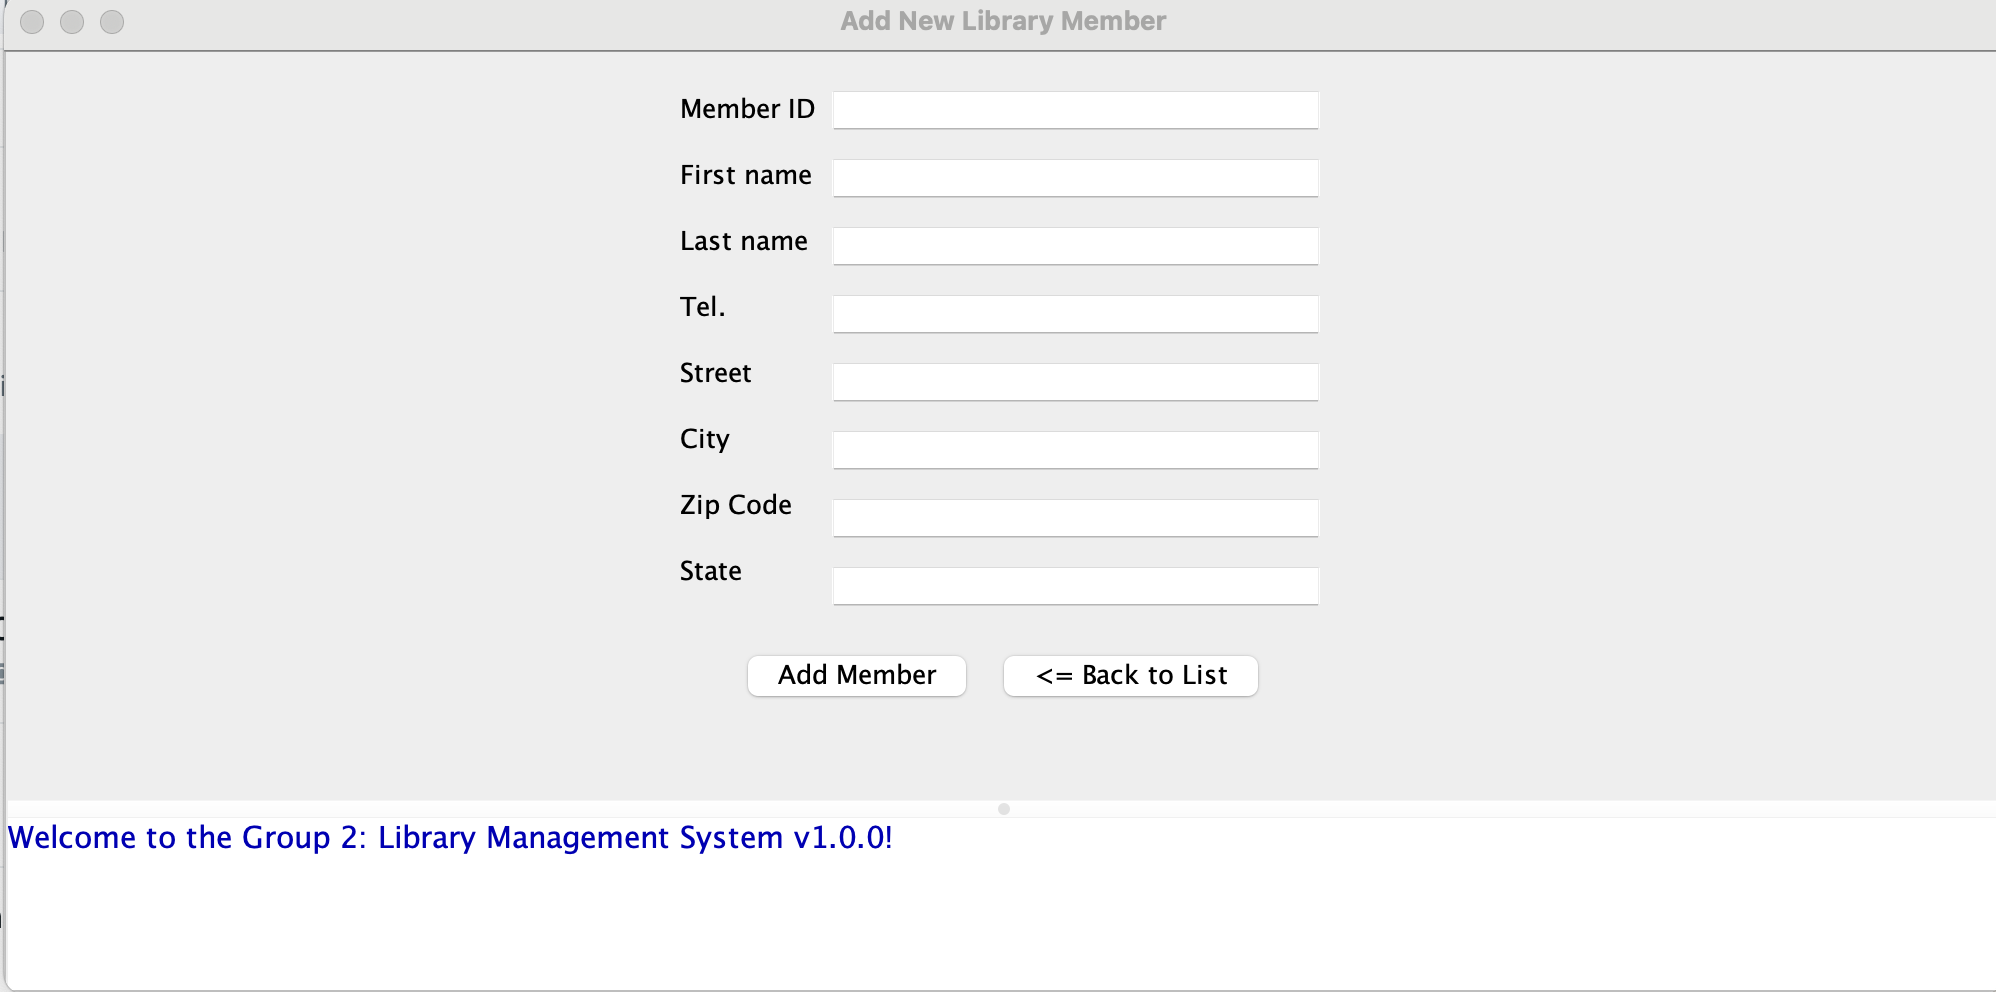 Add New Library Member
Member ID
First name
Last name
Tel.
Street
City
Zip Code
State
Add Member <= Back to List
Welcome to the Group 2: Library Management System v1.0.0!